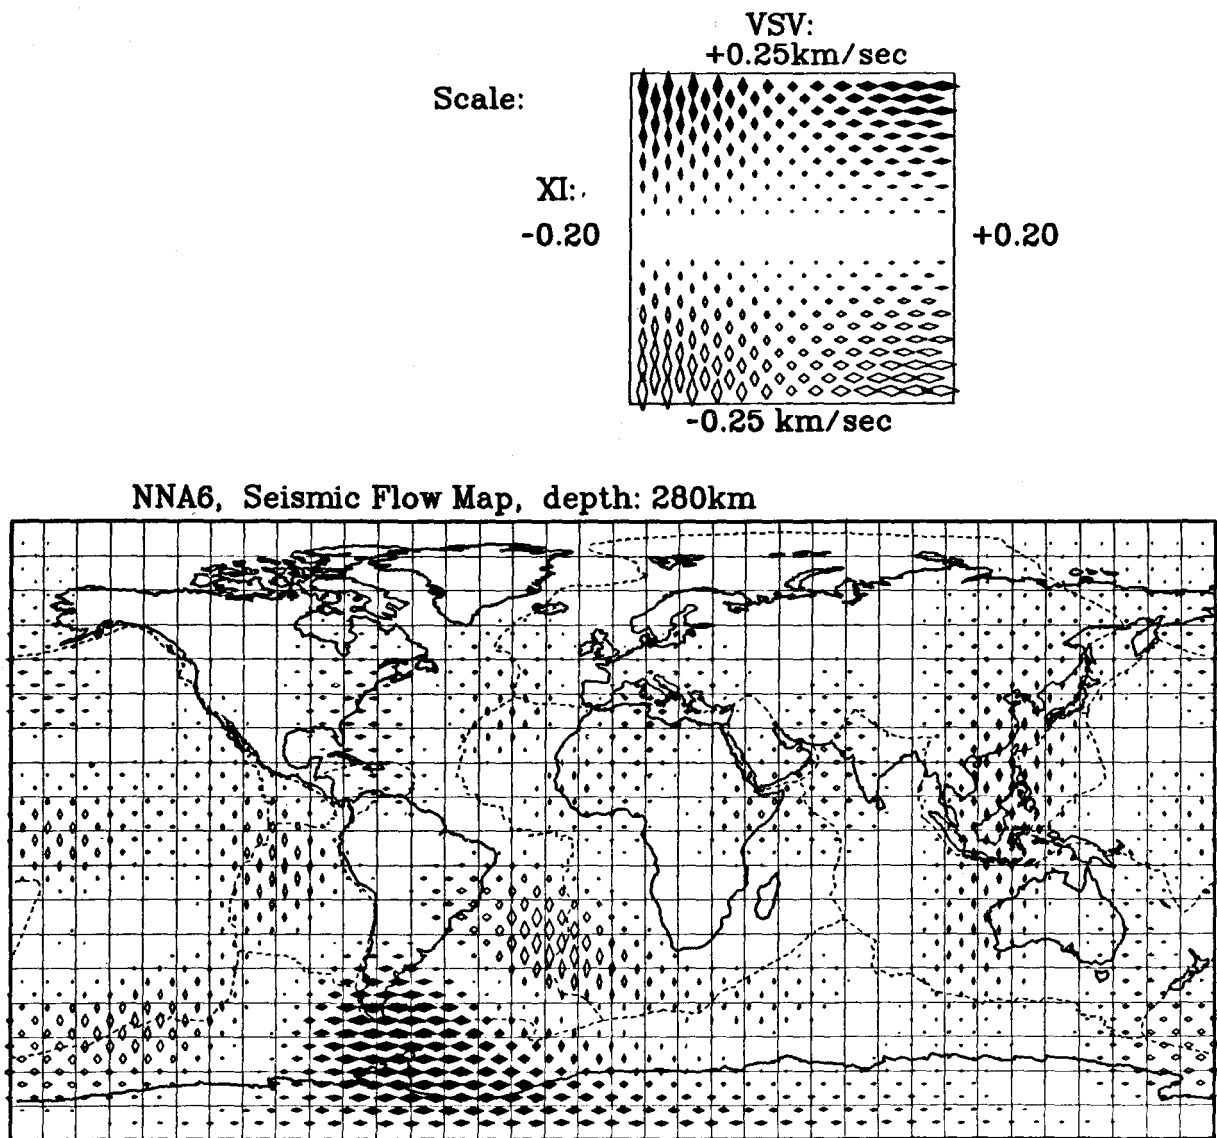 VSV:
+0.25km/sec
Scale:
XI:
-0.20
+0.20
-0.25 km/sec
NNA6, Seismic Flow Map, depth: 280km